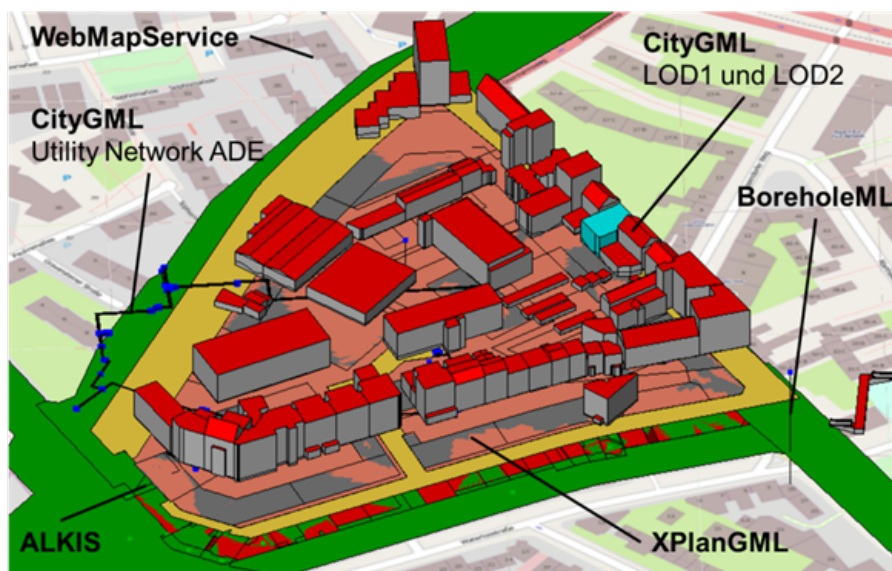 WebMapService
CityGML
LOD1 und LOD2
CityGML
Utility Network ADE
BoreholeML
ALKIS
XPlanGML